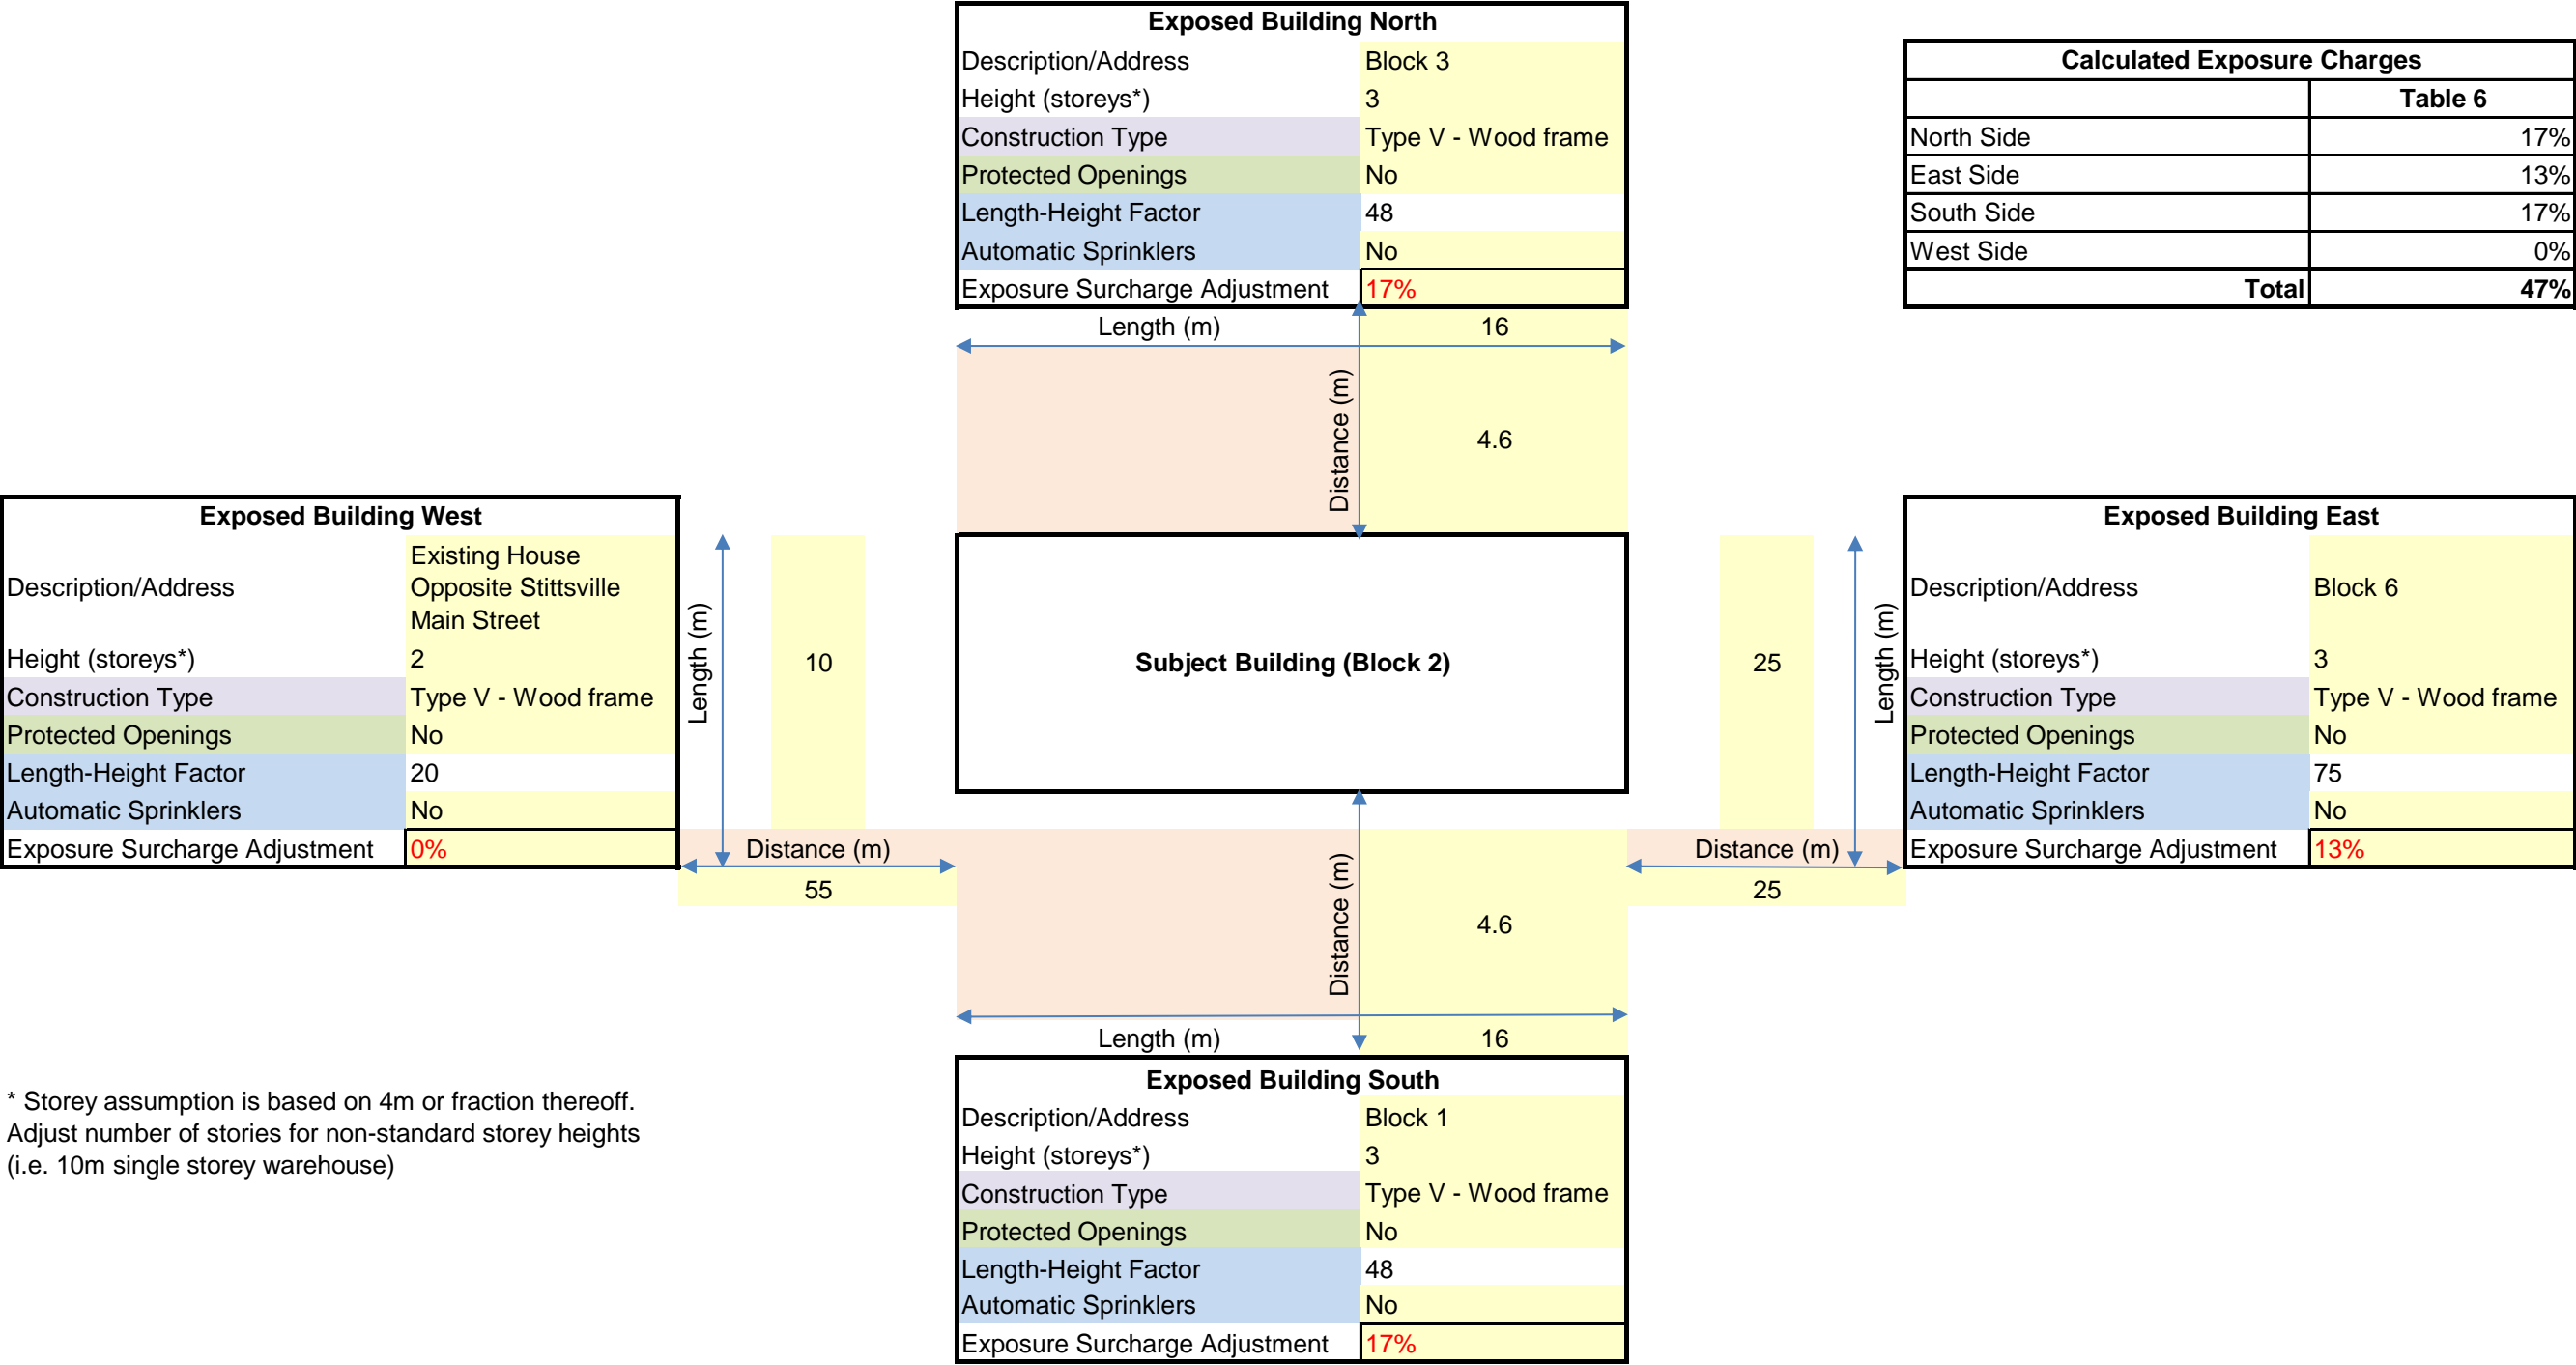 Exposed Building North
Description/Address Block 3
Height (storeys*) 3
Construction Type Type V - Wood frame
Protected Openings No
Length-Height Factor 48
Automatic Sprinklers No
Exposure Surcharge Adjustment 17%
Length (m) 16
Distance (m) 4.6
Calculated Exposure Charges
Table 6
North Side 17%
East Side 13%
South Side 17%
West Side 0%
Total 47%
Exposed Building West
Description/Address Existing House
Opposite Stittsville
Main Street
Height (storeys*) 2
Construction Type Type V - Wood frame
Protected Openings No
Length-Height Factor 20
Automatic Sprinklers No
Exposure Surcharge Adjustment 0%
Length (m) 10
Distance (m)
55
Subject Building (Block 2)
25 Length (m)
Distance (m)
25
Exposed Building East
Description/Address Block 6
Height (storeys*) 3
Construction Type Type V - Wood frame
Protected Openings No
Length-Height Factor 75
Automatic Sprinklers No
Exposure Surcharge Adjustment 13%
Distance (m) 4.6
Length (m) 16
Exposed Building South
Description/Address Block 1
Height (storeys*) 3
Construction Type Type V - Wood frame
Protected Openings No
Length-Height Factor 48
Automatic Sprinklers No
Exposure Surcharge Adjustment 17%
* Storey assumption is based on 4m or fraction thereoff.
Adjust number of stories for non-standard storey heights
(i.e. 10m single storey warehouse)